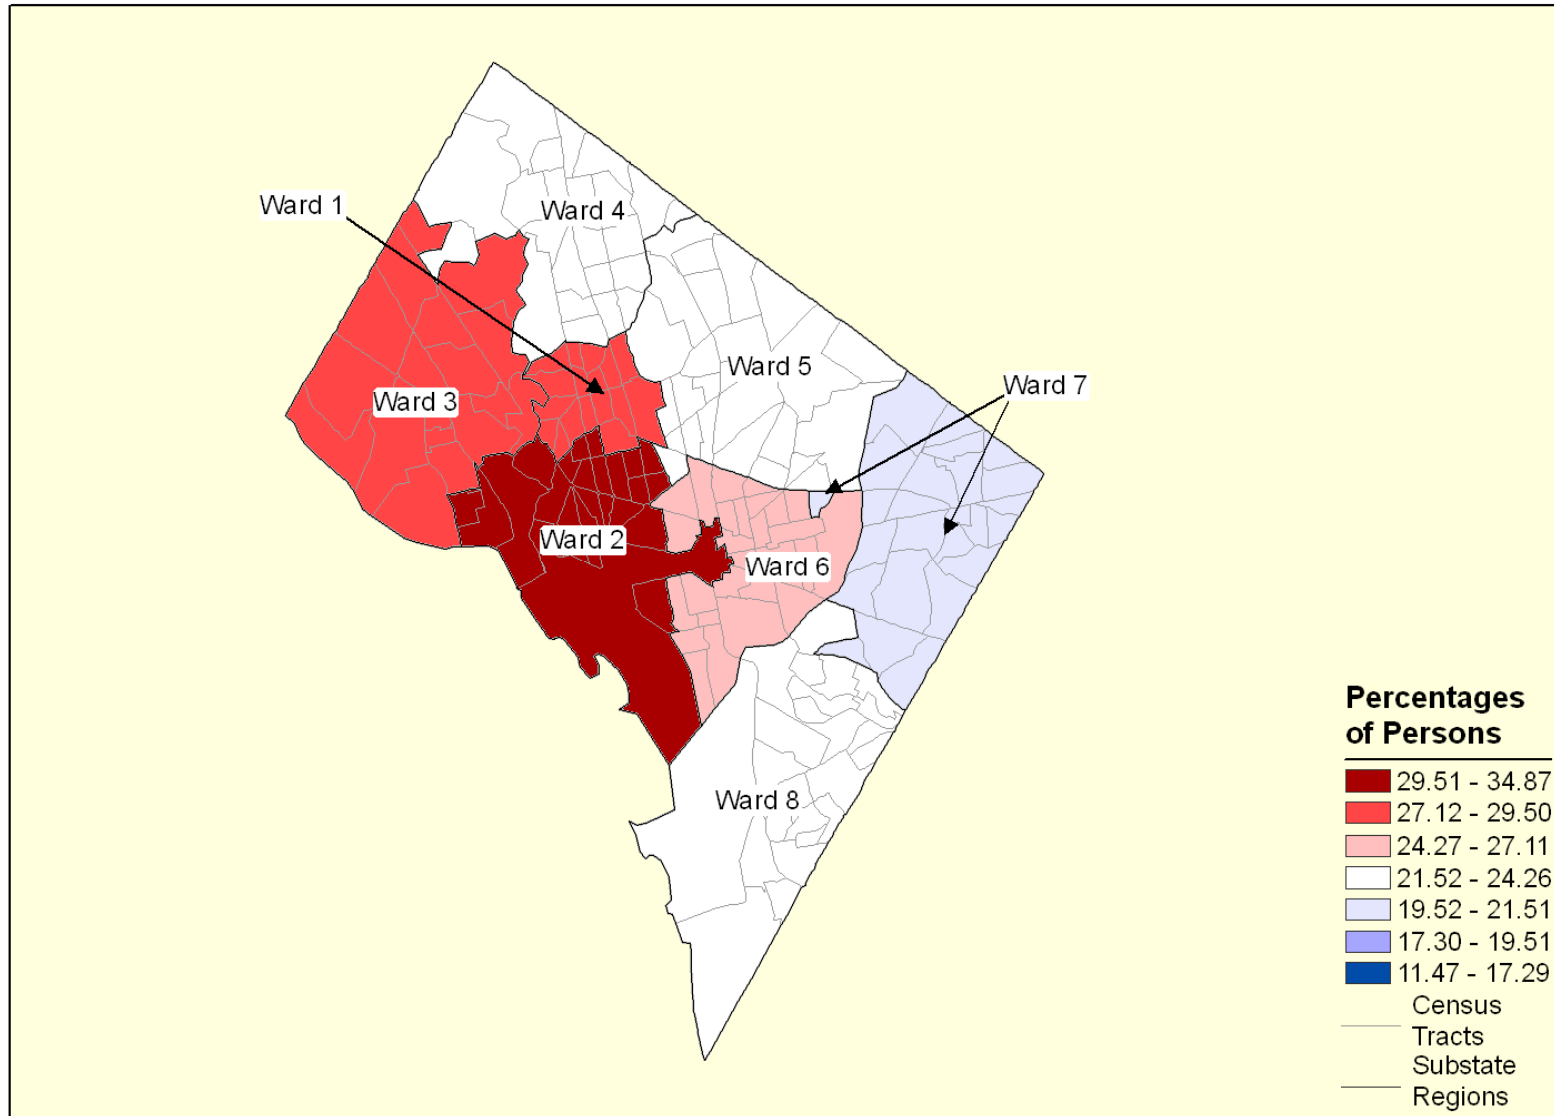 Ward 1
Ward 4
Ward 5
Ward 7
Ward 3
Ward 2
Ward 6
Ward 8
Percentages
of Persons
29.51 - 34.87
27.12 - 29.50
24.27 - 27.11
21.52 - 24.26
19.52 - 21.51
17.30 - 19.51
11.47 - 17.29
Census
Tracts
Substate
Regions